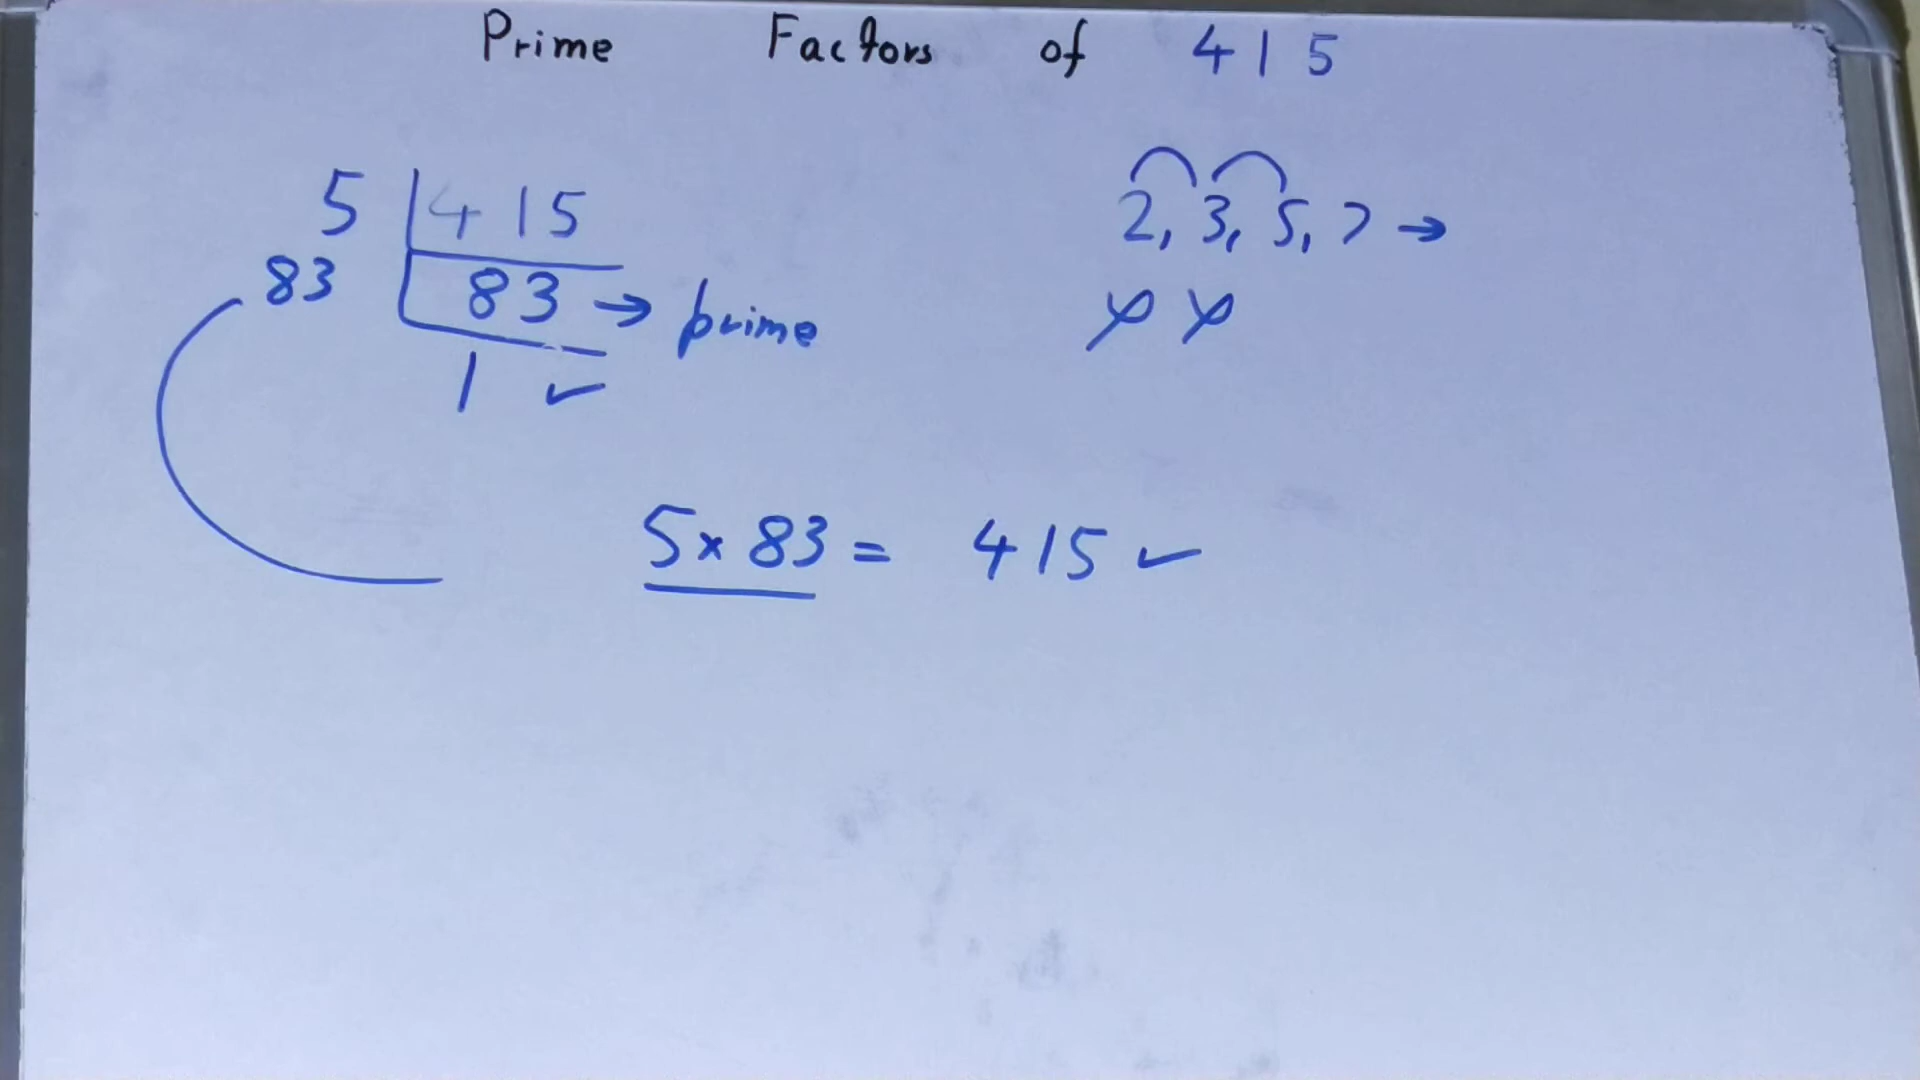 Prime Factors of 415
5 | 415
83 | 83 → prime
1 ✓
2, 3, 5, 7 →
5 × 83 = 415 ✓